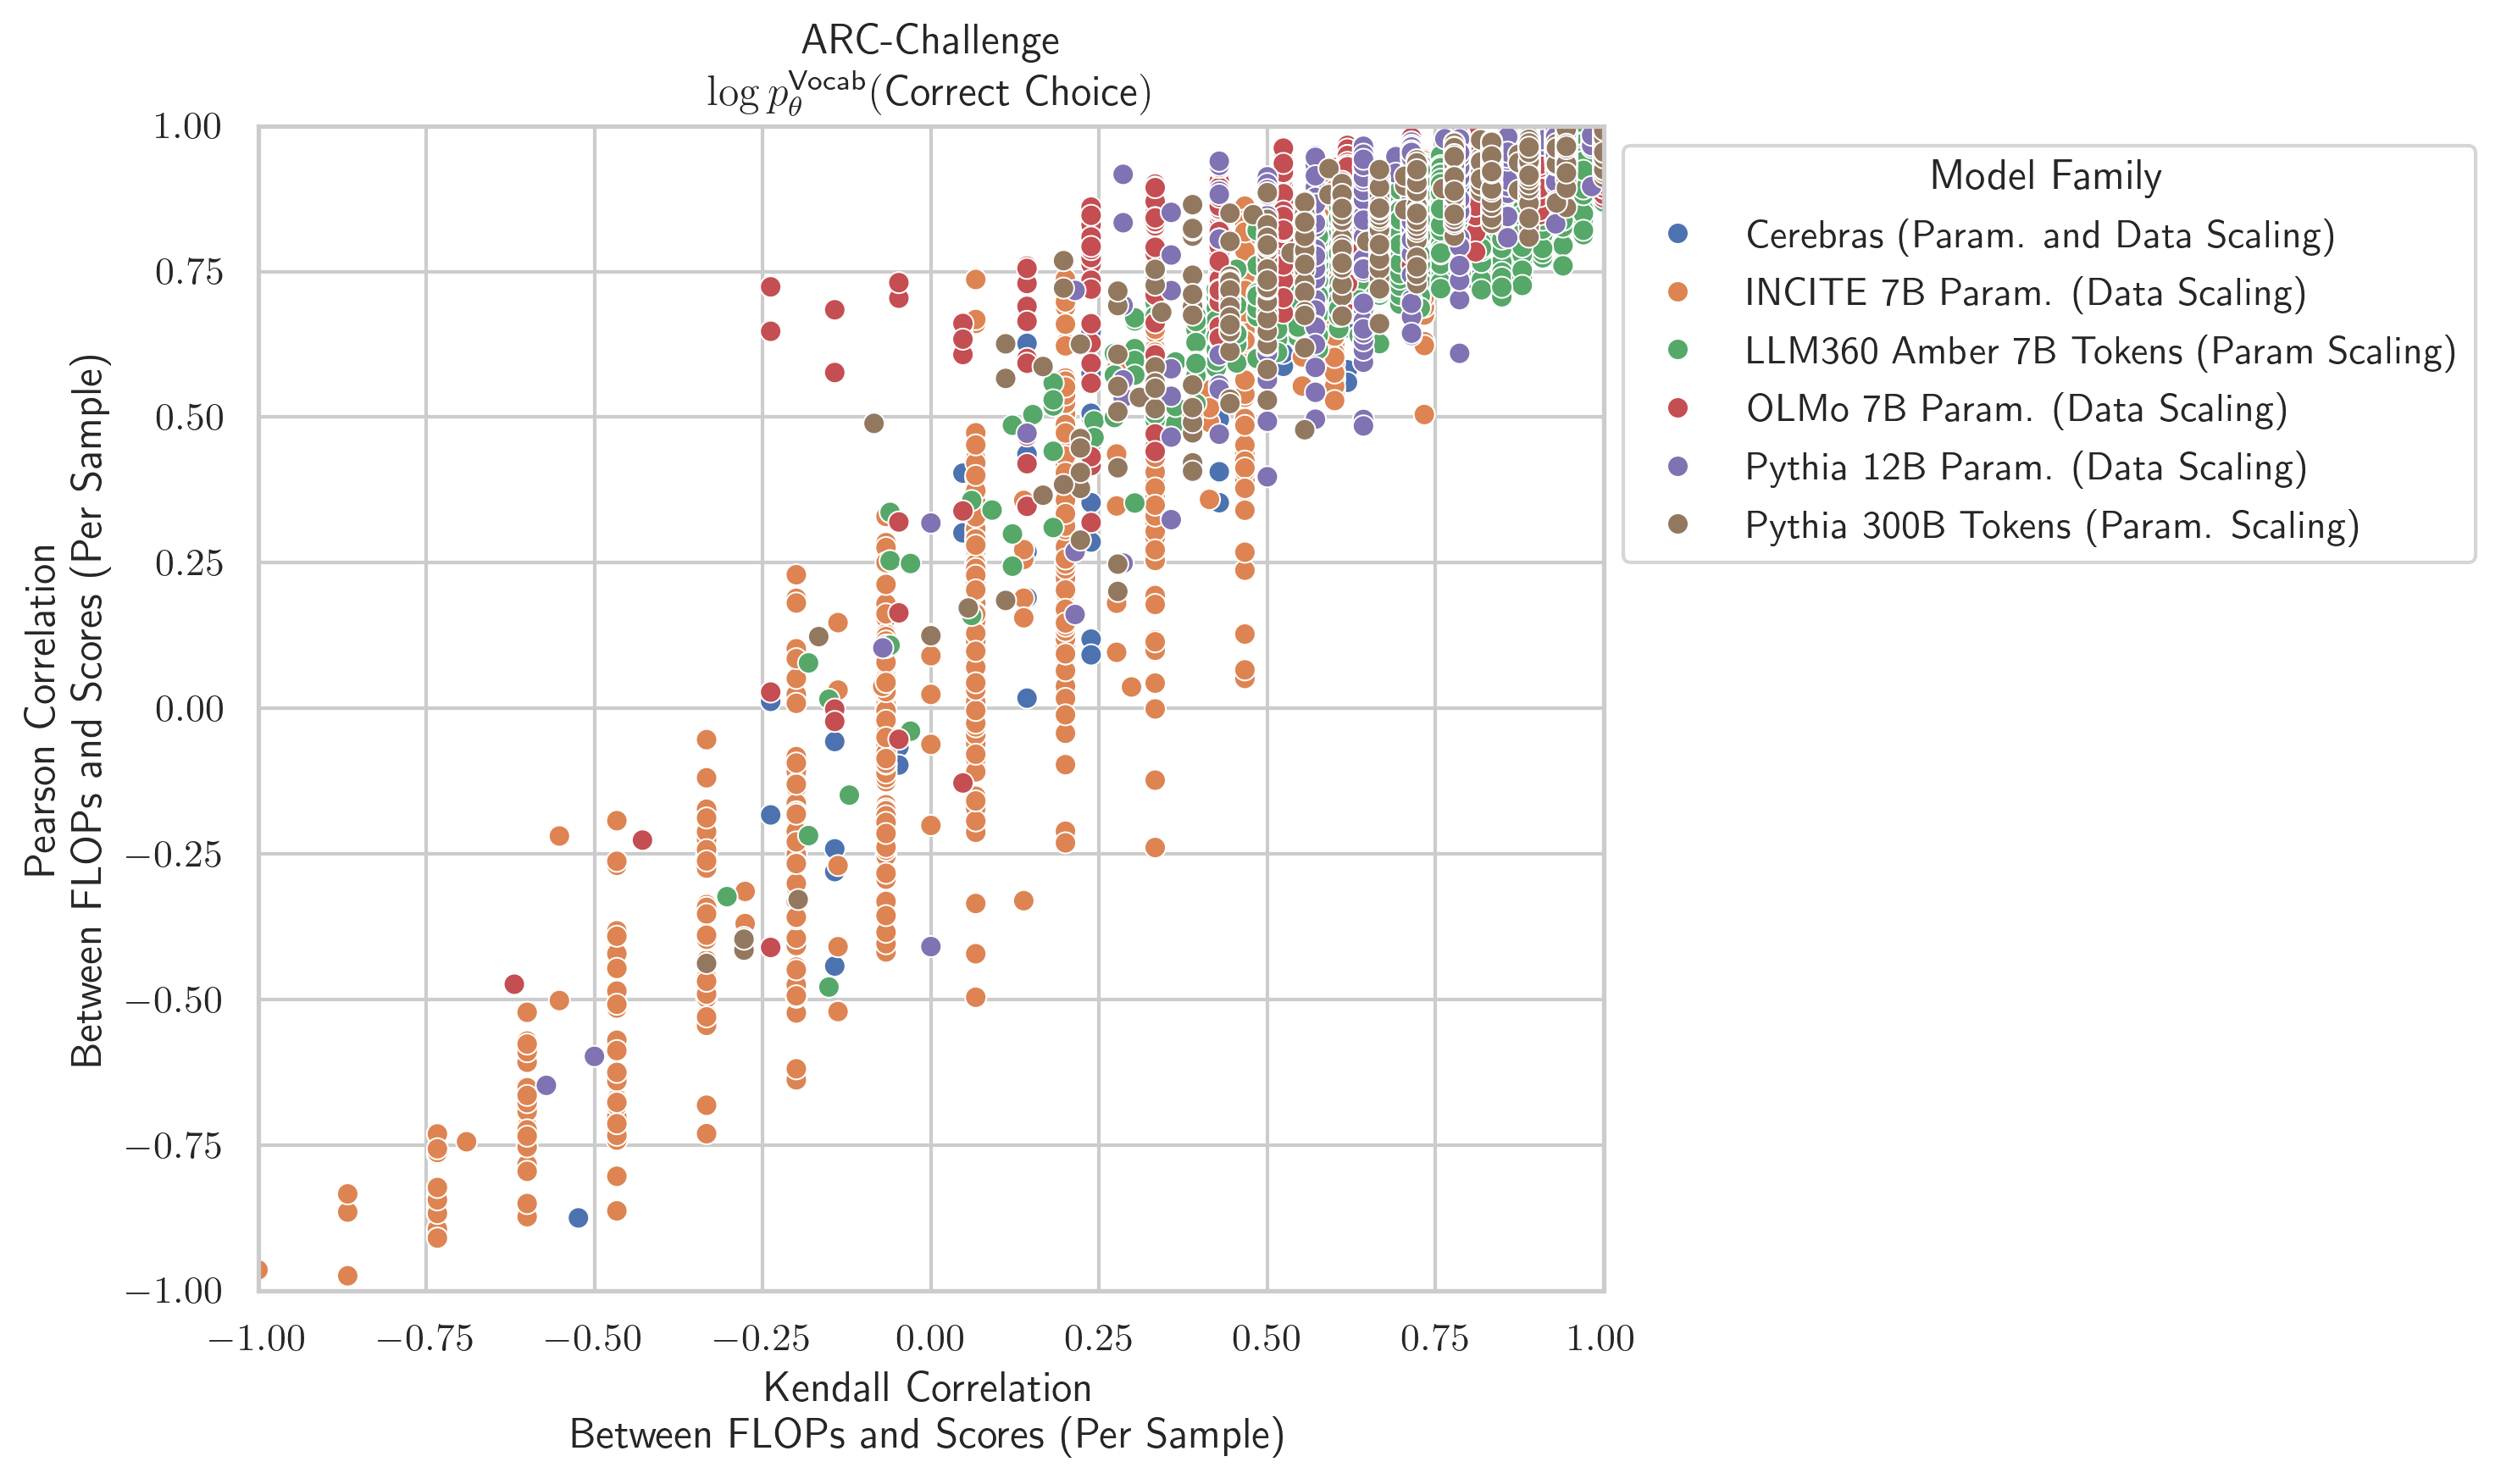 ARC-Challenge
log p_θ^Vocab(Correct Choice)
1.00
0.75
0.50
0.25
0.00
−0.25
−0.50
−0.75
−1.00
Pearson Correlation
Between FLOPs and Scores (Per Sample)
−1.00 −0.75 −0.50 −0.25 0.00 0.25 0.50 0.75 1.00
Kendall Correlation
Between FLOPs and Scores (Per Sample)
Model Family
Cerebras (Param. and Data Scaling)
INCITE 7B Param. (Data Scaling)
LLM360 Amber 7B Tokens (Param Scaling)
OLMo 7B Param. (Data Scaling)
Pythia 12B Param. (Data Scaling)
Pythia 300B Tokens (Param. Scaling)